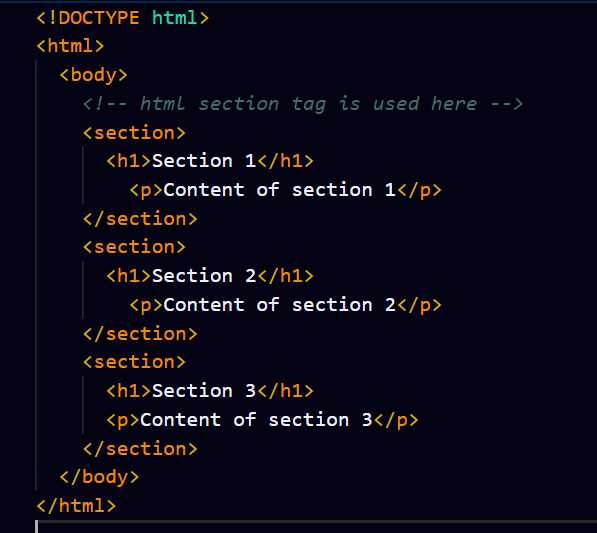 <!DOCTYPE html>
<html>
<body>
<!-- html section tag is used here -->
<section>
<h1>Section 1</h1>
<p>Content of section 1</p>
</section>
<section>
<h1>Section 2</h1>
<p>Content of section 2</p>
</section>
<section>
<h1>Section 3</h1>
<p>Content of section 3</p>
</section>
</body>
</html>